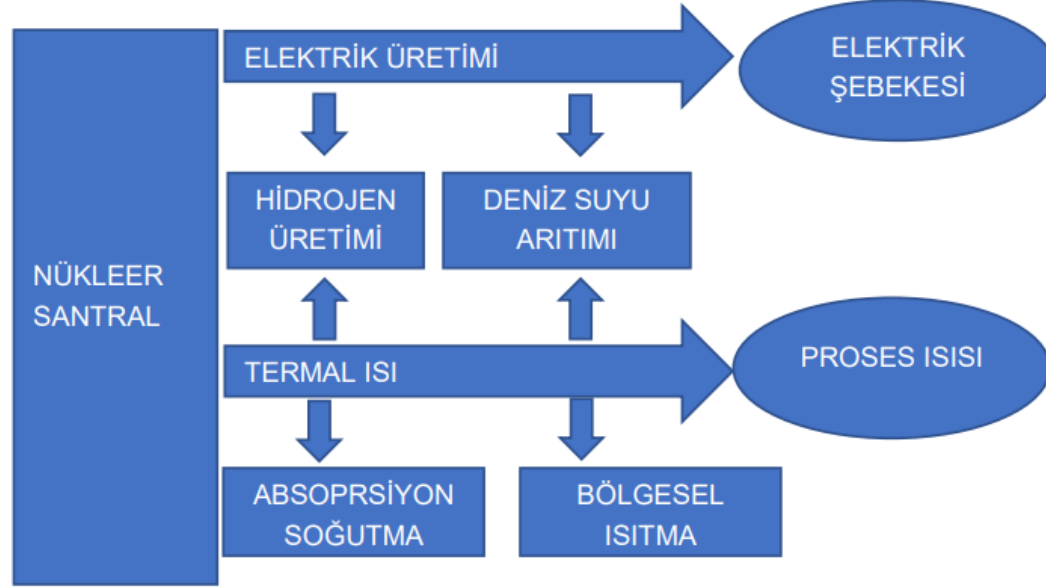 ELEKTRİK ÜRETİMİ
ELEKTRİK
ŞEBEKESİ
HİDROJEN
ÜRETİMİ
DENİZ SUYU
ARITIMI
NÜKLEER
SANTRAL
TERMAL ISI
PROSES ISISI
ABSOPRSİYON
SOĞUTMA
BÖLGESEL
ISITMA